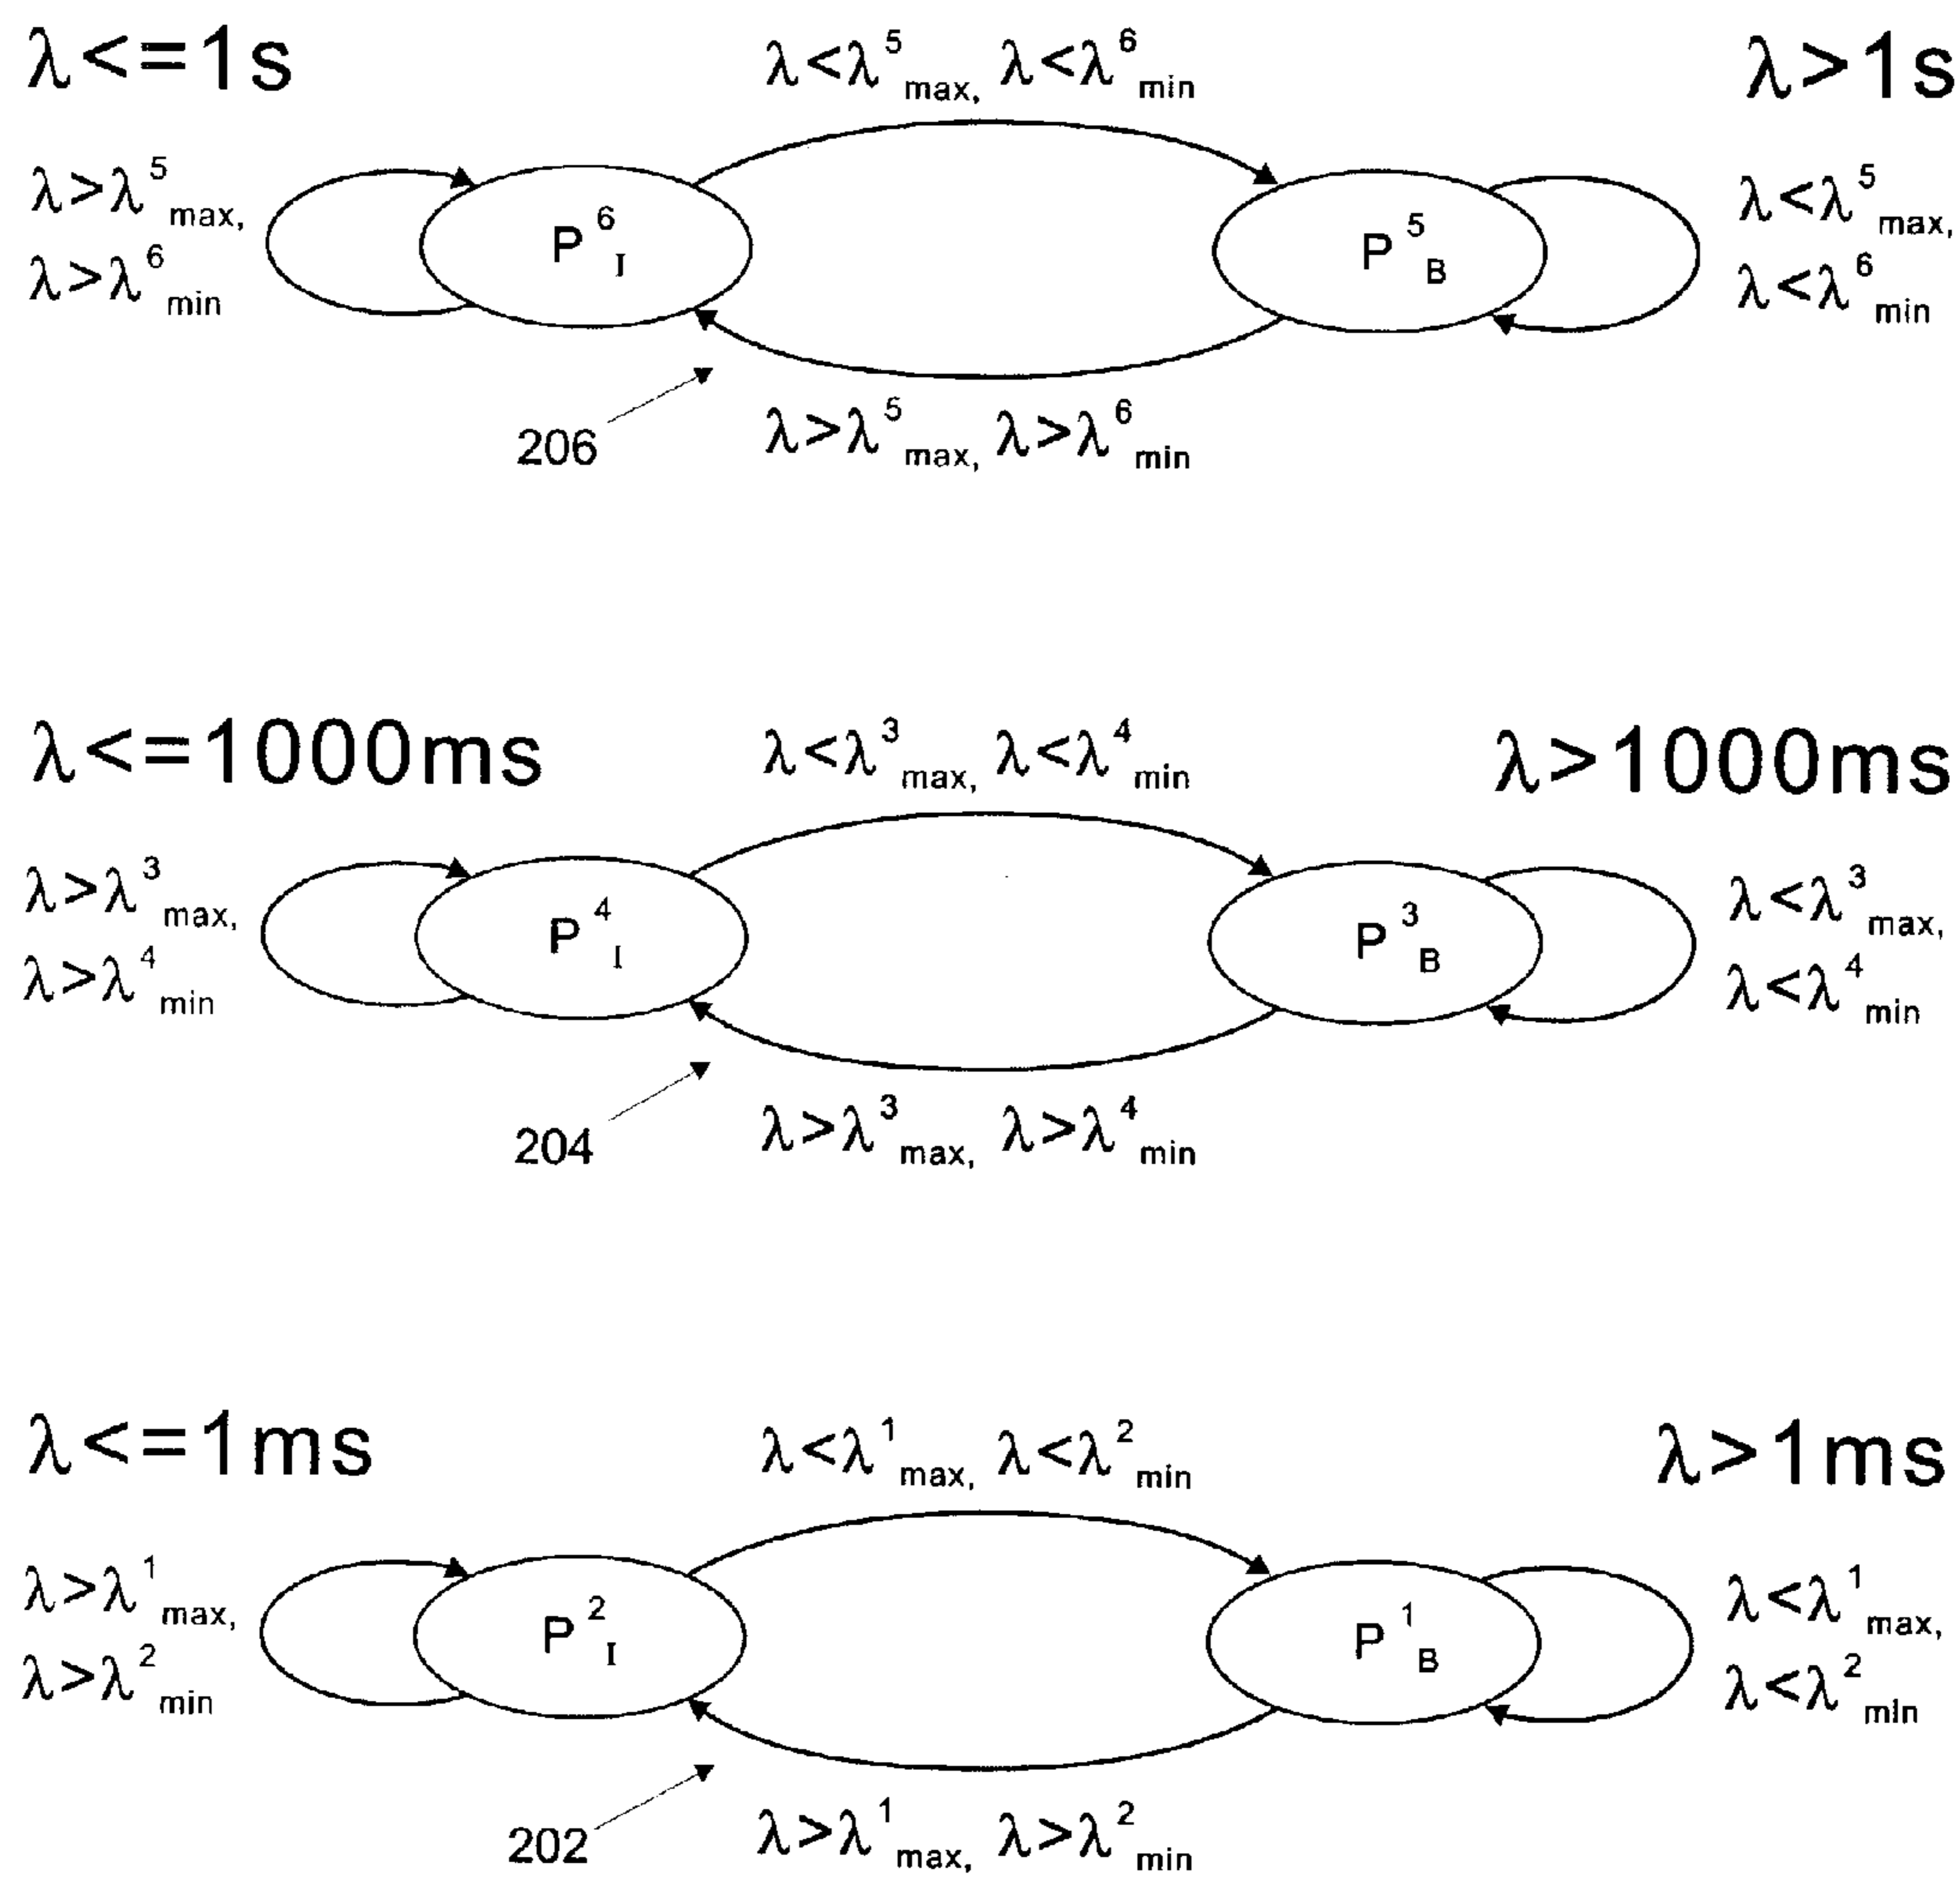 λ<=1s
λ<λ⁵max, λ<λ⁶min
λ>1s
λ>λ⁵max,
λ>λ⁶min
P⁶I
P⁵B
λ<λ⁵max,
λ<λ⁶min
206
λ>λ⁵max, λ>λ⁶min
λ<=1000ms
λ<λ³max, λ<λ⁴min
λ>1000ms
λ>λ³max,
λ>λ⁴min
P⁴I
P³B
λ<λ³max,
λ<λ⁴min
204
λ>λ³max, λ>λ⁴min
λ<=1ms
λ<λ¹max, λ<λ²min
λ>1ms
λ>λ¹max,
λ>λ²min
P²I
P¹B
λ<λ¹max,
λ<λ²min
202
λ>λ¹max, λ>λ²min